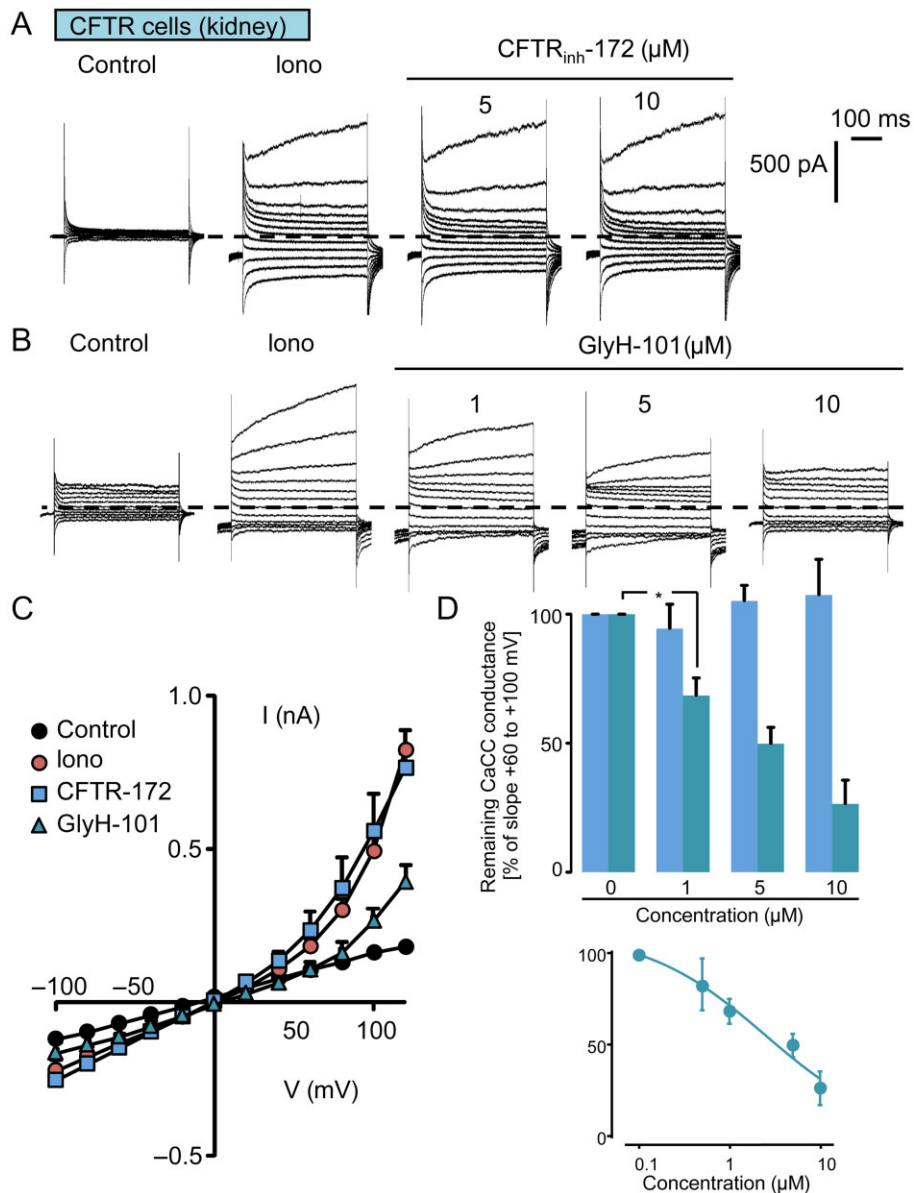 A
CFTR cells (kidney)
Control
Iono
CFTRinh-172 (µM)
5
10
100 ms
500 pA
B
Control
Iono
GlyH-101(µM)
1
5
10
C
1.0
I (nA)
Control
Iono
CFTR-172
GlyH-101
0.5
–100
–50
50
100
V (mV)
–0.5
D
Remaining CaCC conductance
[% of slope +60 to +100 mV]
100
50
0
*
0
1
5
10
Concentration (µM)
100
50
0
0.1
1
10
Concentration (µM)